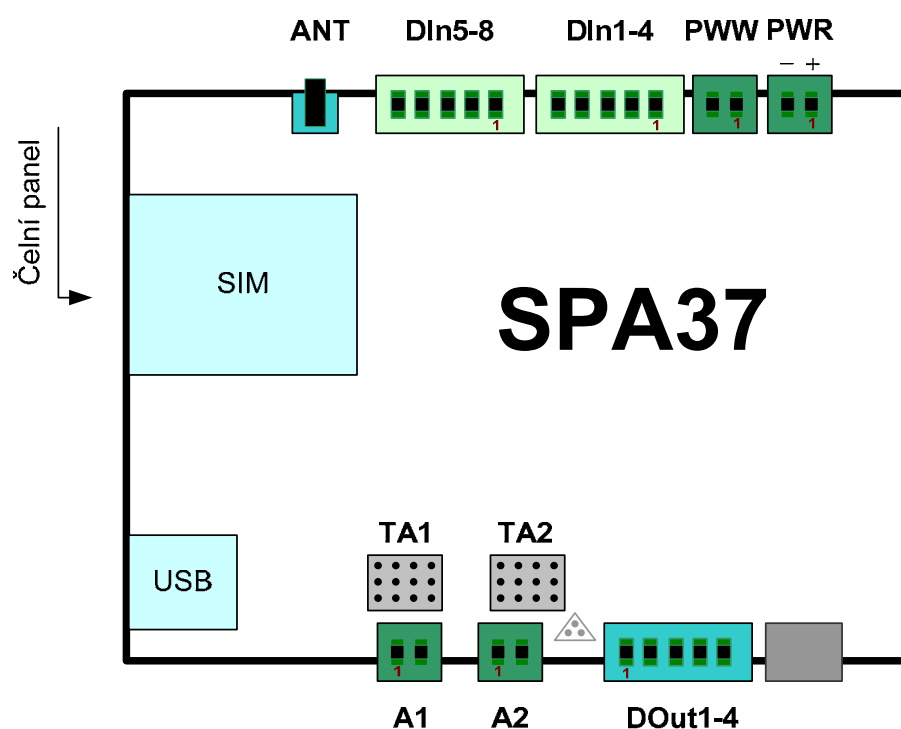 ANT DIn5-8 DIn1-4 PWW PWR
− +
1 1 1 1
Čelní panel
SIM
SPA37
TA1 TA2
USB
1 1 1
A1 A2 DOut1-4